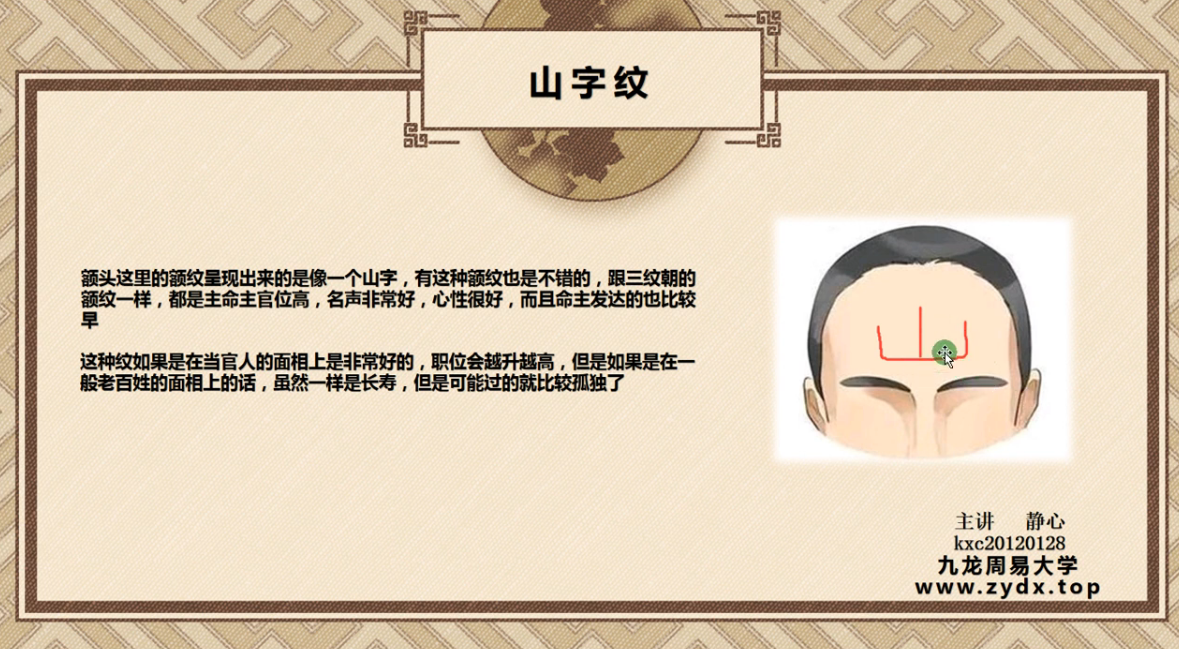 山字纹
额头这里的额纹呈现出来的是像一个山字，有这种额纹也是不错的，跟三纹朝的
额纹一样，都是主命主官位高，名声非常好，心性很好，而且命主发达的也比较
早
这种纹如果是在当官人的面相上是非常好的，职位会越升越高，但是如果是在一
般老百姓的面相上的话，虽然一样是长寿，但是可能过的就比较孤独了
主讲 静心
kxc20120128
九龙周易大学
www.zydx.top